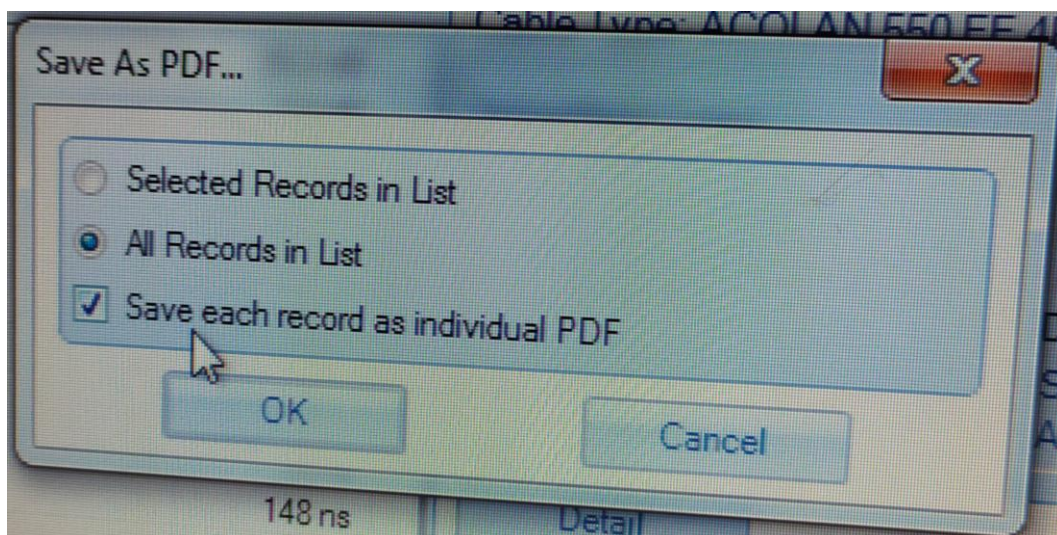 Cable Type: ACOLAN 550 FF 4
Save As PDF...
Selected Records in List
All Records in List
Save each record as individual PDF
OK
Cancel
148 ns
Detail